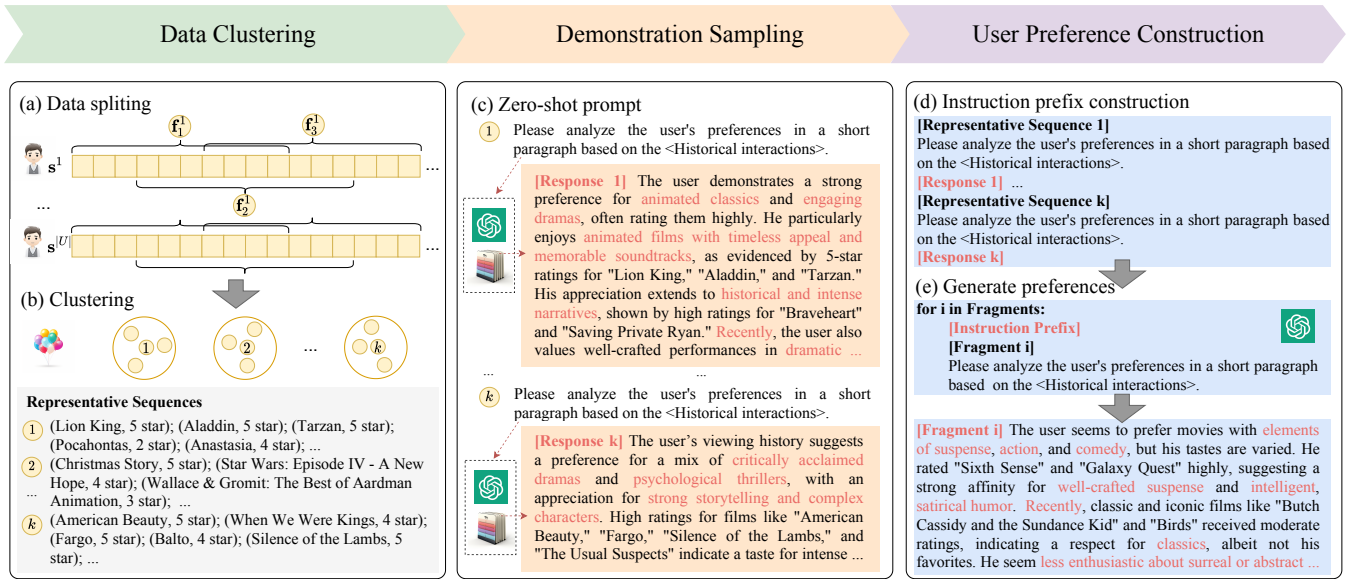 Data Clustering
Demonstration Sampling
User Preference Construction
(a) Data spliting
f_1^1
f_3^1
s^1
...
...
f_2^1
s^|U|
...
(b) Clustering
1
2
...
k
Representative Sequences
1 (Lion King, 5 star); (Aladdin, 5 star); (Tarzan, 5 star);
(Pocahontas, 2 star); (Anastasia, 4 star); ...
2 (Christmas Story, 5 star); (Star Wars: Episode IV - A New
... Hope, 4 star); (Wallace & Gromit: The Best of Aardman
Animation, 3 star); ...
k (American Beauty, 5 star); (When We Were Kings, 4 star);
(Fargo, 5 star); (Balto, 4 star); (Silence of the Lambs, 5
star); ...
(c) Zero-shot prompt
1 Please analyze the user's preferences in a short
paragraph based on the <Historical interactions>.
[Response 1] The user demonstrates a strong
preference for animated classics and engaging
dramas, often rating them highly. He particularly
enjoys animated films with timeless appeal and
memorable soundtracks, as evidenced by 5-star
ratings for "Lion King," "Aladdin," and "Tarzan."
His appreciation extends to historical and intense
narratives, shown by high ratings for "Braveheart"
and "Saving Private Ryan." Recently, the user also
values well-crafted performances in dramatic ...
... ...
k Please analyze the user's preferences in a short
paragraph based on the <Historical interactions>.
[Response k] The user's viewing history suggests
a preference for a mix of critically acclaimed
dramas and psychological thrillers, with an
appreciation for strong storytelling and complex
characters. High ratings for films like "American
Beauty," "Fargo," "Silence of the Lambs," and
"The Usual Suspects" indicate a taste for intense ...
(d) Instruction prefix construction
[Representative Sequence 1]
Please analyze the user's preferences in a short paragraph based
on the <Historical interactions>.
[Response 1] ...
[Representative Sequence k]
Please analyze the user's preferences in a short paragraph based
on the <Historical interactions>.
[Response k]
(e) Generate preferences
for i in Fragments:
[Instruction Prefix]
[Fragment i]
Please analyze the user's preferences in a short paragraph
based on the <Historical interactions>.
[Fragment i] The user seems to prefer movies with elements
of suspense, action, and comedy, but his tastes are varied. He
rated "Sixth Sense" and "Galaxy Quest" highly, suggesting a
strong affinity for well-crafted suspense and intelligent,
satirical humor. Recently, classic and iconic films like "Butch
Cassidy and the Sundance Kid" and "Birds" received moderate
ratings, indicating a respect for classics, albeit not his
favorites. He seem less enthusiastic about surreal or abstract ...